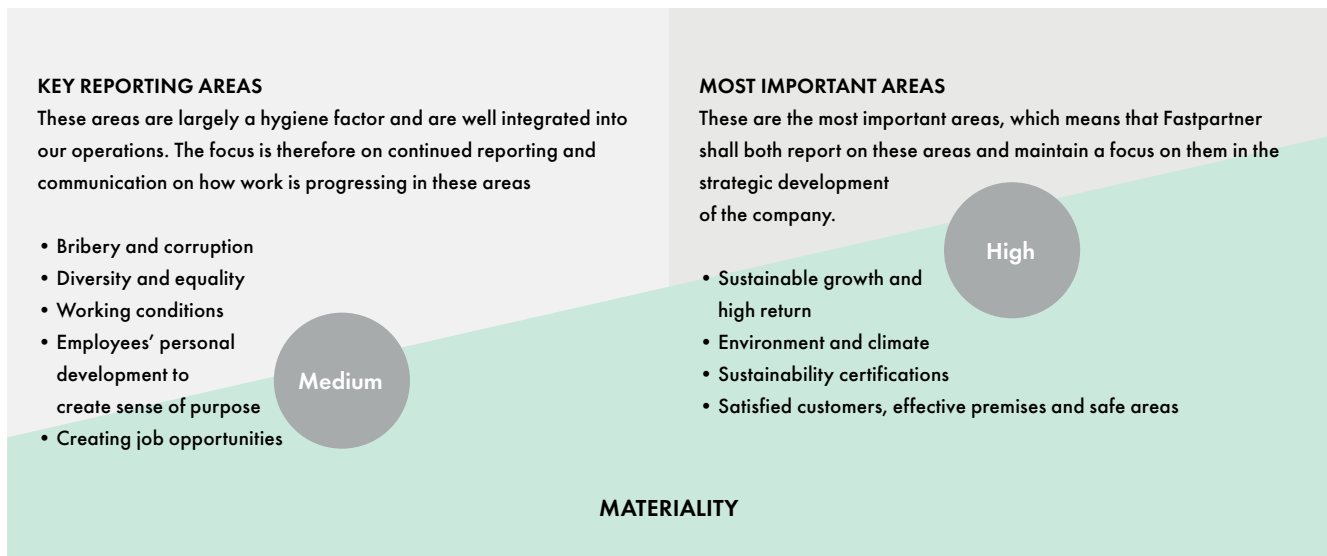 KEY REPORTING AREAS
These areas are largely a hygiene factor and are well integrated into
our operations. The focus is therefore on continued reporting and
communication on how work is progressing in these areas
• Bribery and corruption
• Diversity and equality
• Working conditions
• Employees’ personal
development to
create sense of purpose
• Creating job opportunities
Medium
MOST IMPORTANT AREAS
These are the most important areas, which means that Fastpartner
shall both report on these areas and maintain a focus on them in the
strategic development
of the company.
• Sustainable growth and
high return
• Environment and climate
• Sustainability certifications
• Satisfied customers, effective premises and safe areas
High
MATERIALITY